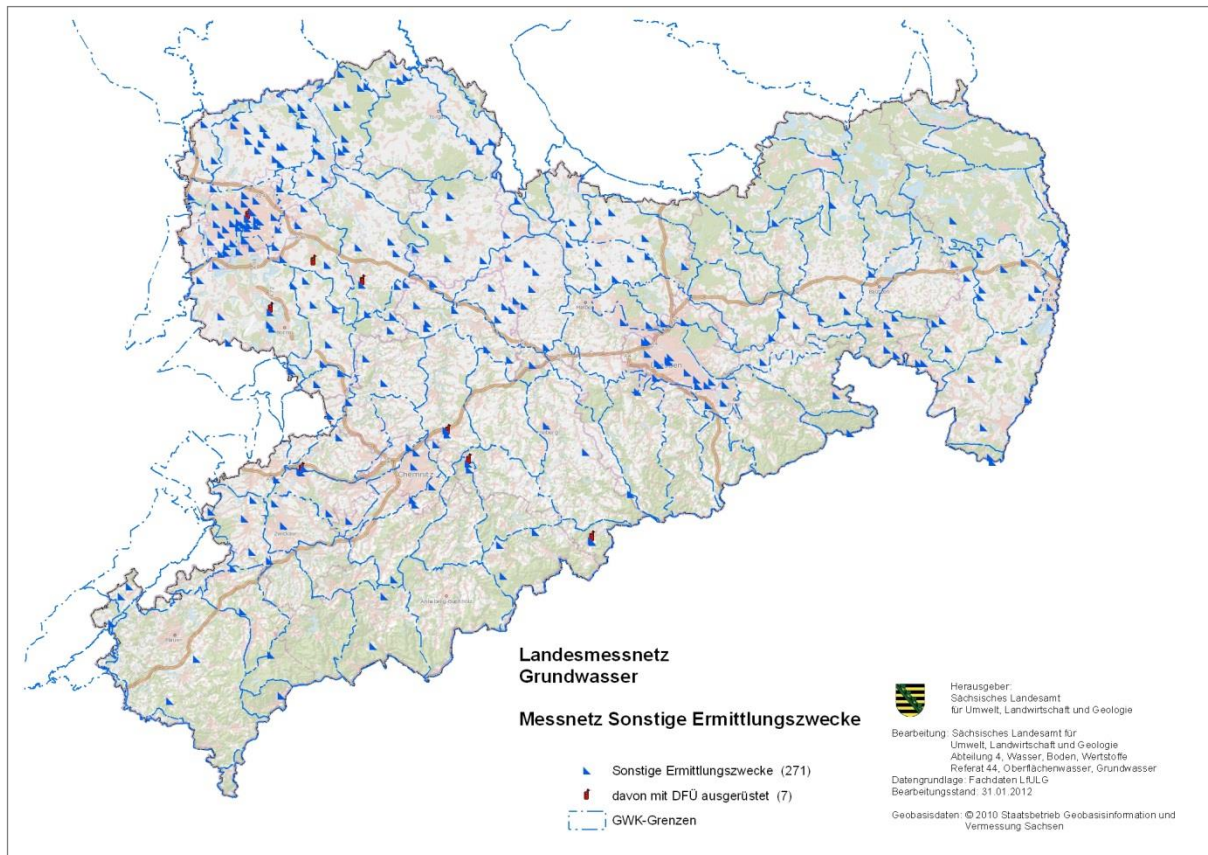 Chemnitz
Landesmessnetz
Grundwasser
Messnetz Sonstige Ermittlungszwecke
Sonstige Ermittlungszwecke (271)
davon mit DFÜ ausgerüstet (7)
GWK-Grenzen
Herausgeber:
Sächsisches Landesamt
für Umwelt, Landwirtschaft und Geologie
Bearbeitung: Sächsisches Landesamt für
Umwelt, Landwirtschaft und Geologie
Abteilung 4, Wasser, Boden, Wertstoffe
Referat 44, Oberflächenwasser, Grundwasser
Datengrundlage: Fachdaten LfULG
Bearbeitungsstand: 31.01.2012
Geobasisdaten: © 2010 Staatsbetrieb Geobasisinformation und
Vermessung Sachsen